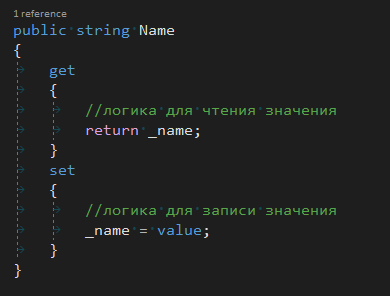 1 reference
public string Name
{
get
{
//логика для чтения значения
return _name;
}
set
{
//логика для записи значения
_name = value;
}
}